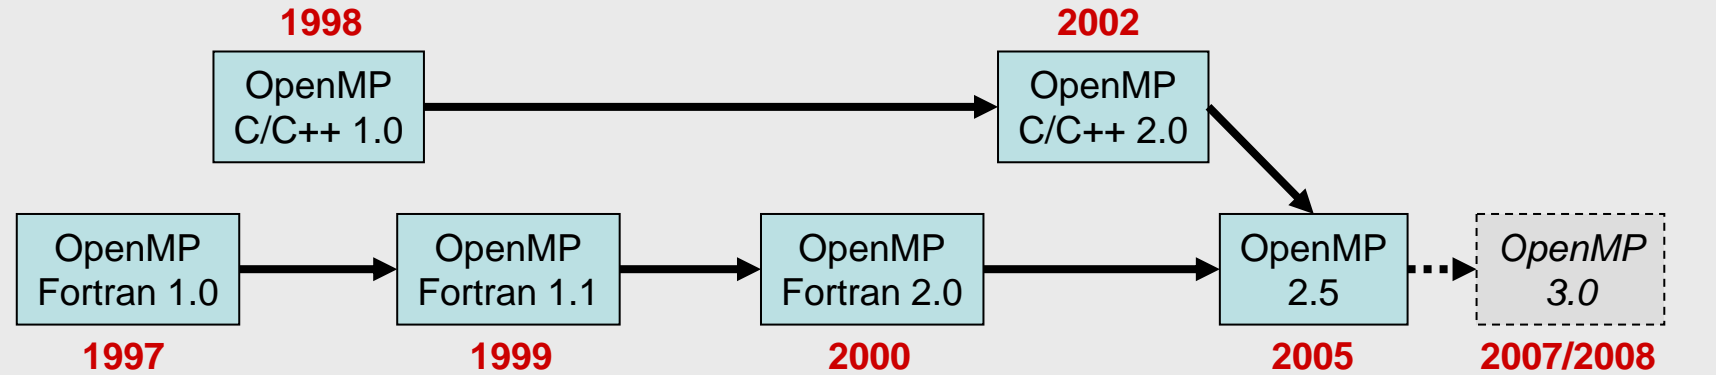 1998
2002
OpenMP
C/C++ 1.0
OpenMP
C/C++ 2.0
OpenMP
Fortran 1.0
OpenMP
Fortran 1.1
OpenMP
Fortran 2.0
OpenMP
2.5
OpenMP
3.0
1997
1999
2000
2005
2007/2008